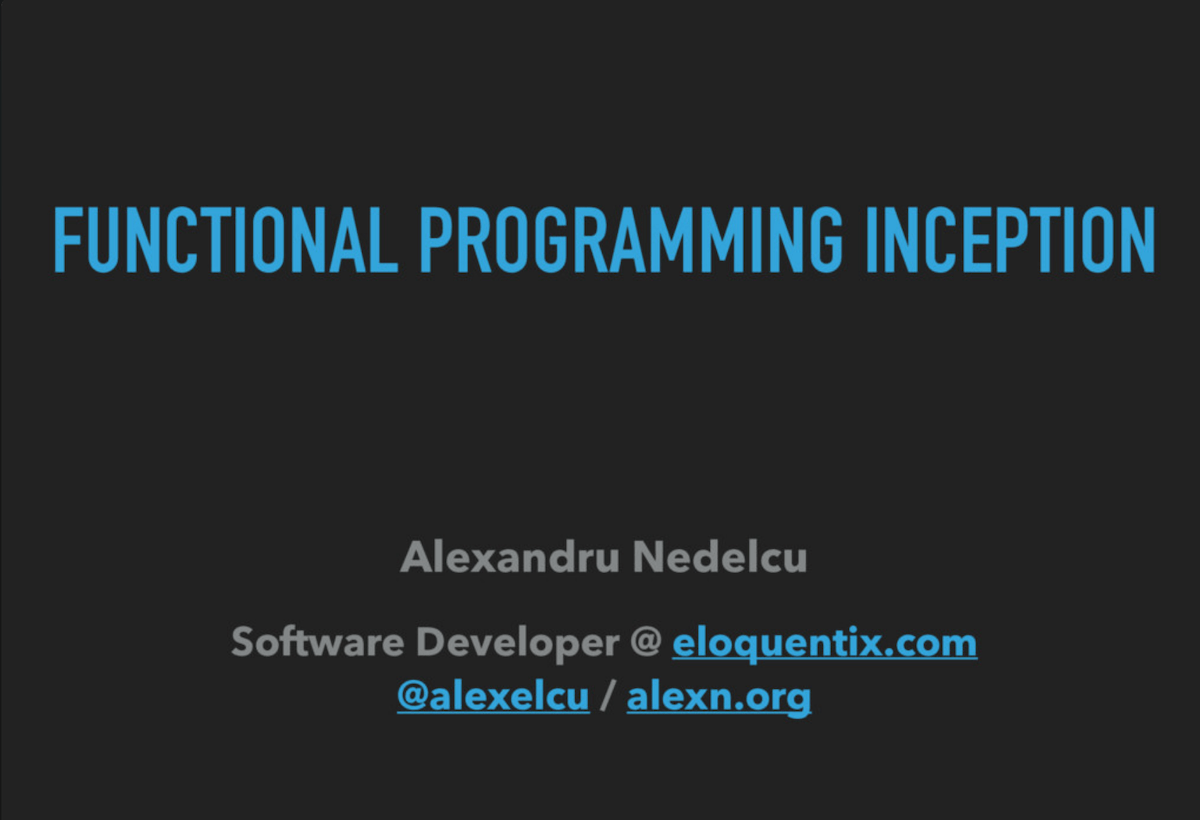 FUNCTIONAL PROGRAMMING INCEPTION
Alexandru Nedelcu
Software Developer @ eloquentix.com
@alexelcu / alexn.org